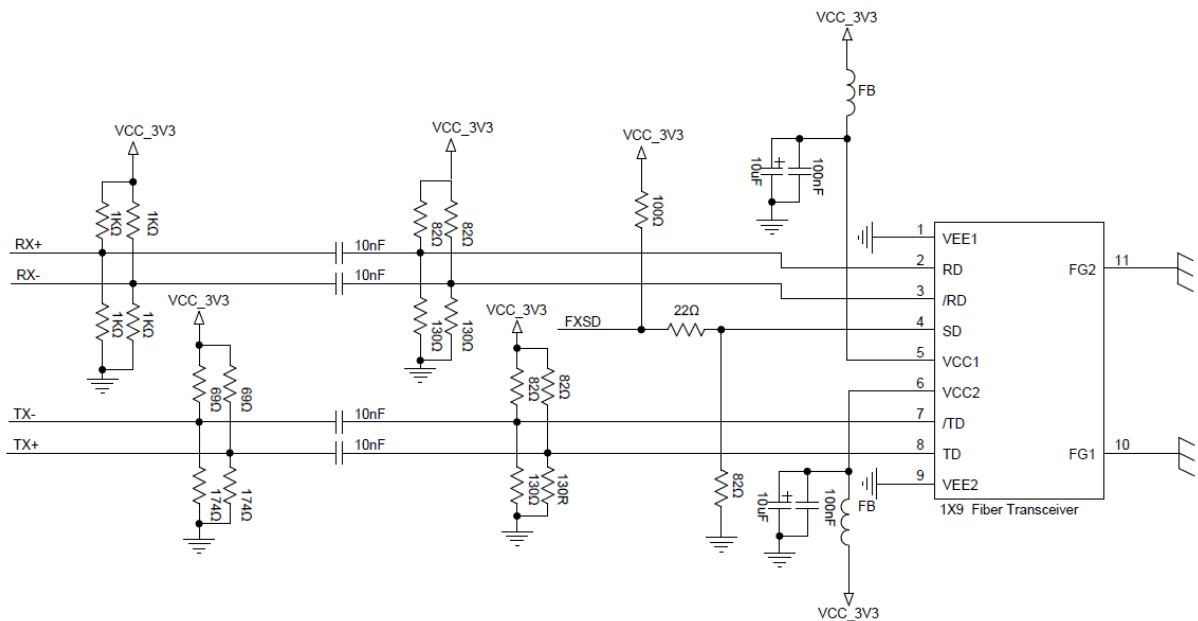 VCC_3V3
FB
10uF
100nF
VCC_3V3
VCC_3V3
VCC_3V3
1KΩ
1KΩ
82Ω
82Ω
100Ω
RX+
10nF
RX-
10nF
1KΩ
1KΩ
130Ω
130Ω
VCC_3V3
VCC_3V3
FXSD
22Ω
69Ω
69Ω
82Ω
82Ω
TX-
10nF
TX+
10nF
174Ω
174Ω
130Ω
130R
82Ω
1
VEE1
2
RD
3
/RD
4
SD
5
VCC1
6
VCC2
7
/TD
8
TD
9
VEE2
FG2
11
FG1
10
1X9 Fiber Transceiver
10uF
100nF
FB
VCC_3V3